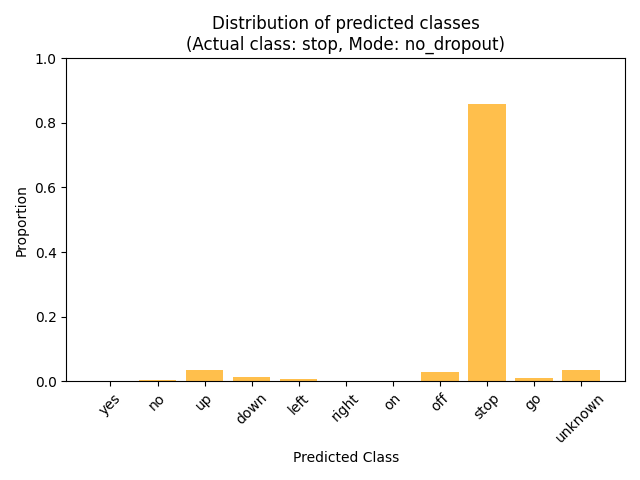 Distribution of predicted classes
(Actual class: stop, Mode: no_dropout)
Proportion
1.0
0.8
0.6
0.4
0.2
0.0
yes
no
up
down
left
right
on
off
stop
go
unknown
Predicted Class